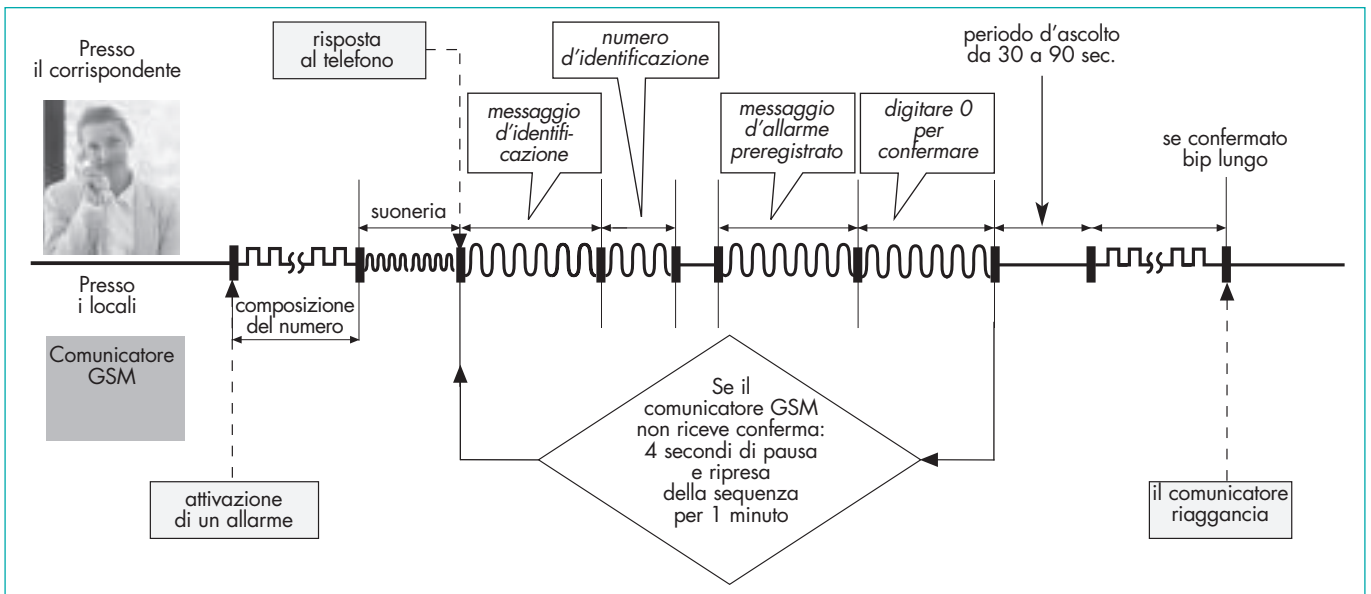 Presso
il corrispondente
risposta
al telefono
numero
d'identificazione
periodo d'ascolto
da 30 a 90 sec.
messaggio
d'identifi-
cazione
messaggio
d'allarme
preregistrato
digitare 0
per
confermare
se confermato
bip lungo
suoneria
Presso
i locali
composizione
del numero
Comunicatore
GSM
Se il
comunicatore GSM
non riceve conferma:
4 secondi di pausa
e ripresa
della sequenza
per 1 minuto
attivazione
di un allarme
il comunicatore
riaggancia